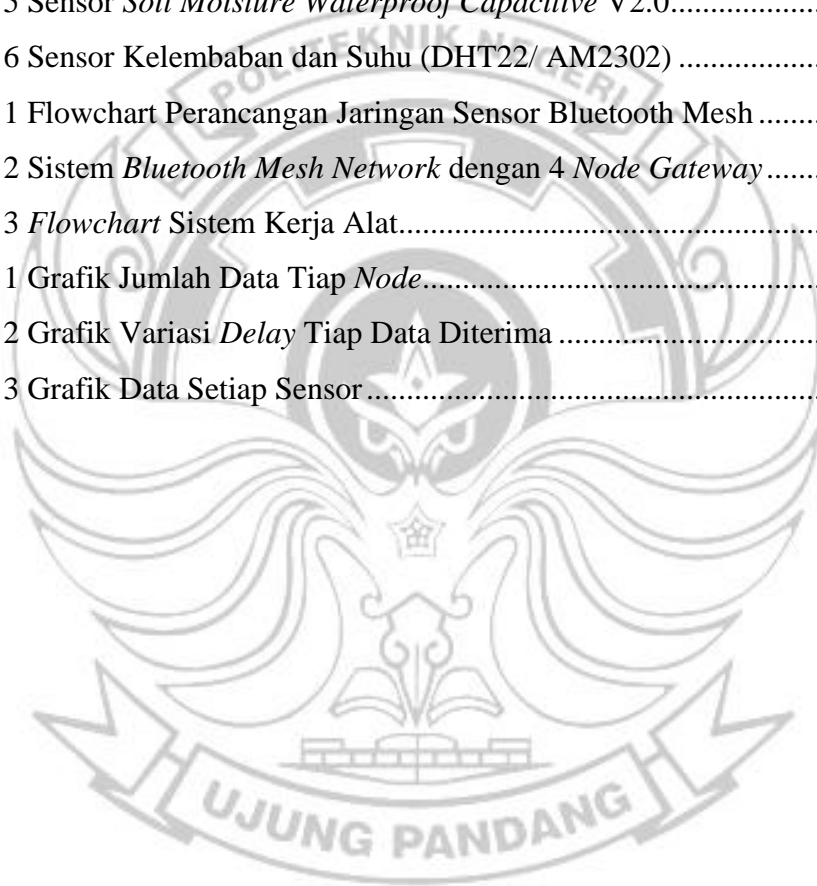 5 Sensor Soil Moisture Waterproof Capacitive V2.0....................
6 Sensor Kelembaban dan Suhu (DHT22/ AM2302) ..................
1 Flowchart Perancangan Jaringan Sensor Bluetooth Mesh ........
2 Sistem Bluetooth Mesh Network dengan 4 Node Gateway.......
3 Flowchart Sistem Kerja Alat.......................................................
1 Grafik Jumlah Data Tiap Node....................................................
2 Grafik Variasi Delay Tiap Data Diterima ..................................
3 Grafik Data Setiap Sensor...........................................................
POLITEKNIK NEGERI
UJUNG PANDANG